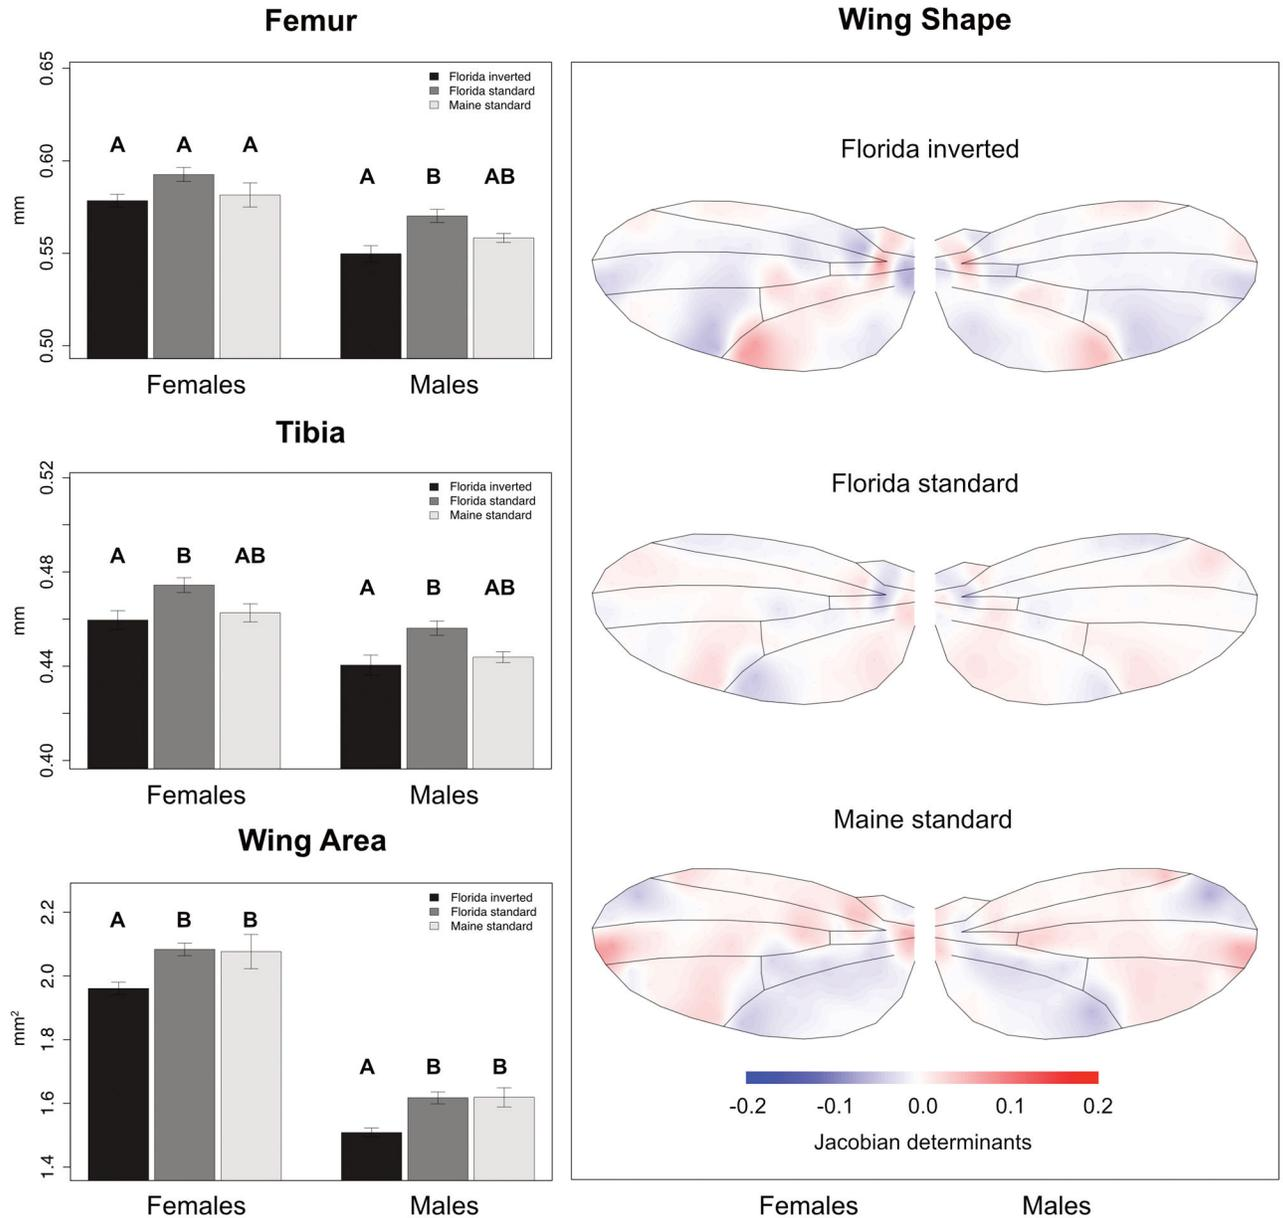 Femur
0.65
0.60
0.55
0.50
mm
Florida inverted
Florida standard
Maine standard
A A A
A B AB
Females Males
Tibia
0.52
0.48
0.44
0.40
mm
Florida inverted
Florida standard
Maine standard
A B AB
A B AB
Females Males
Wing Area
2.2
2.0
1.8
1.6
1.4
mm²
Florida inverted
Florida standard
Maine standard
A B B
A B B
Females Males
Wing Shape
Florida inverted
Florida standard
Maine standard
-0.2 -0.1 0.0 0.1 0.2
Jacobian determinants
Females Males